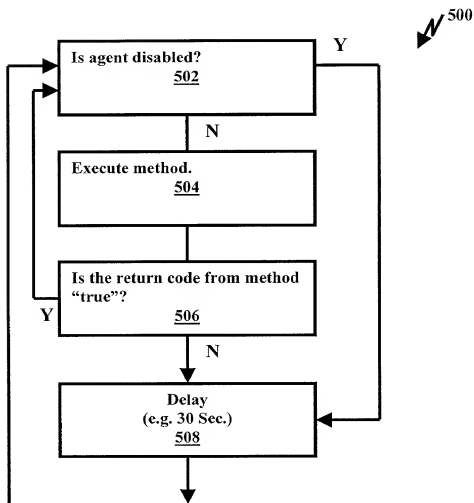 500
Is agent disabled?
502
Y
N
Execute method.
504
Is the return code from method
"true"?
506
Y
N
Delay
(e.g. 30 Sec.)
508